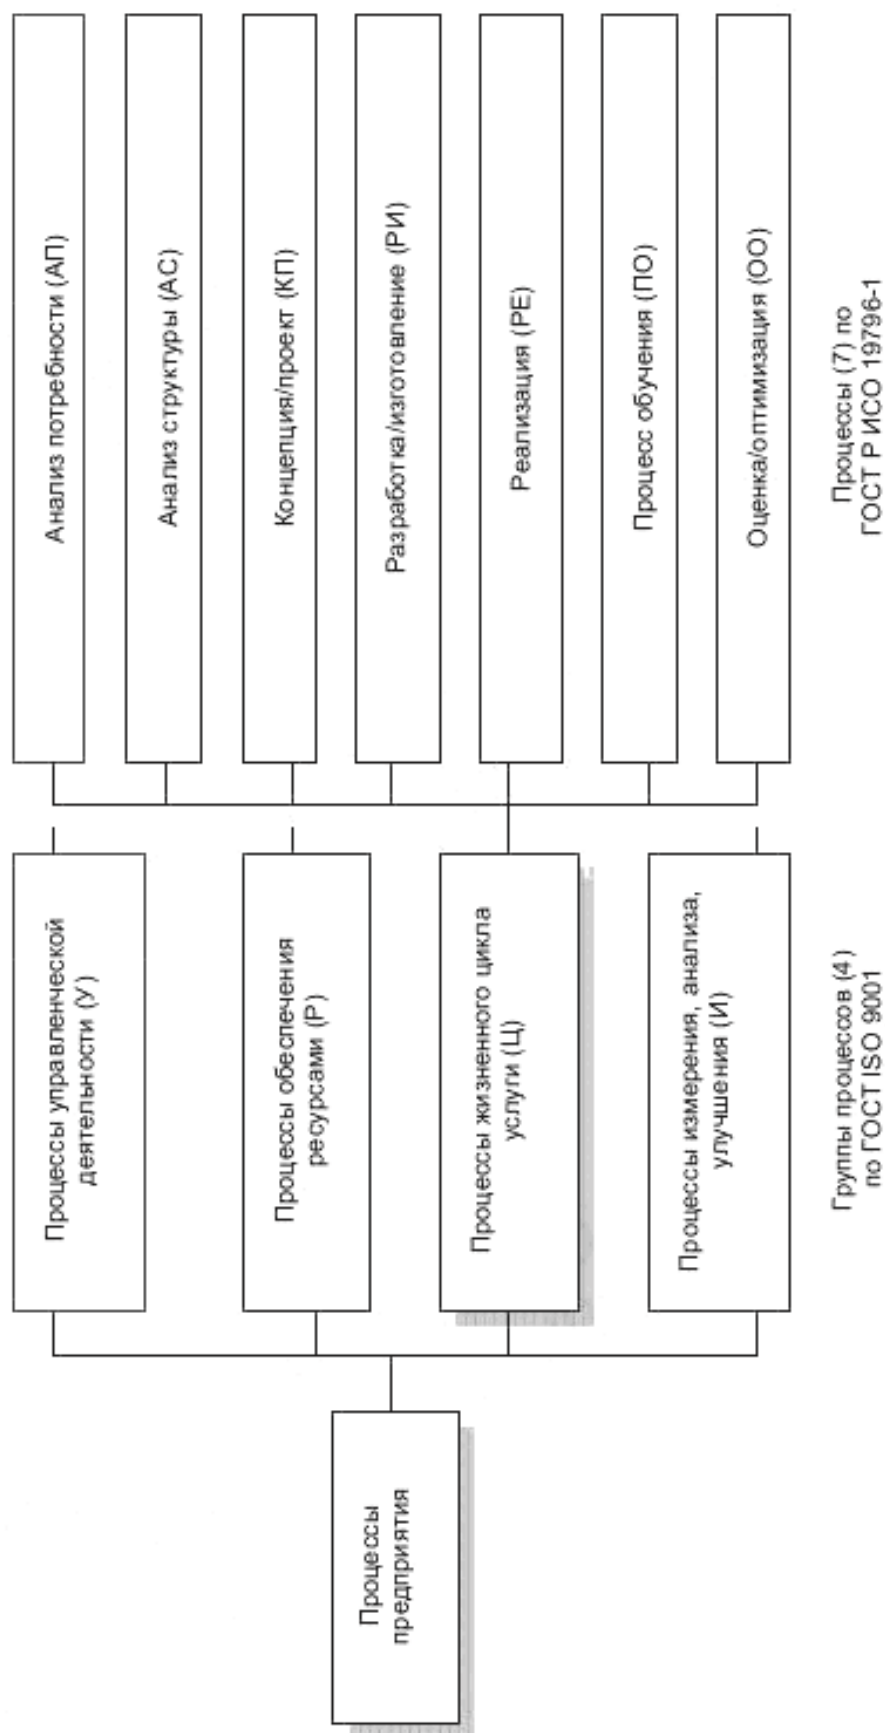 Процессы
предприятия
Процессы управленческой
деятельности (У)
Процессы обеспечения
ресурсами (Р)
Процессы жизненного цикла
услуги (Ц)
Процессы измерения, анализа,
улучшения (И)
Группы процессов (4)
по ГОСТ ISO 9001
Анализ потребности (АП)
Анализ структуры (АС)
Концепция/проект (КП)
Разработка/изготовление (РИ)
Реализация (РЕ)
Процесс обучения (ПО)
Оценка/оптимизация (ОО)
Процессы (7) по
ГОСТ Р ИСО 19796-1